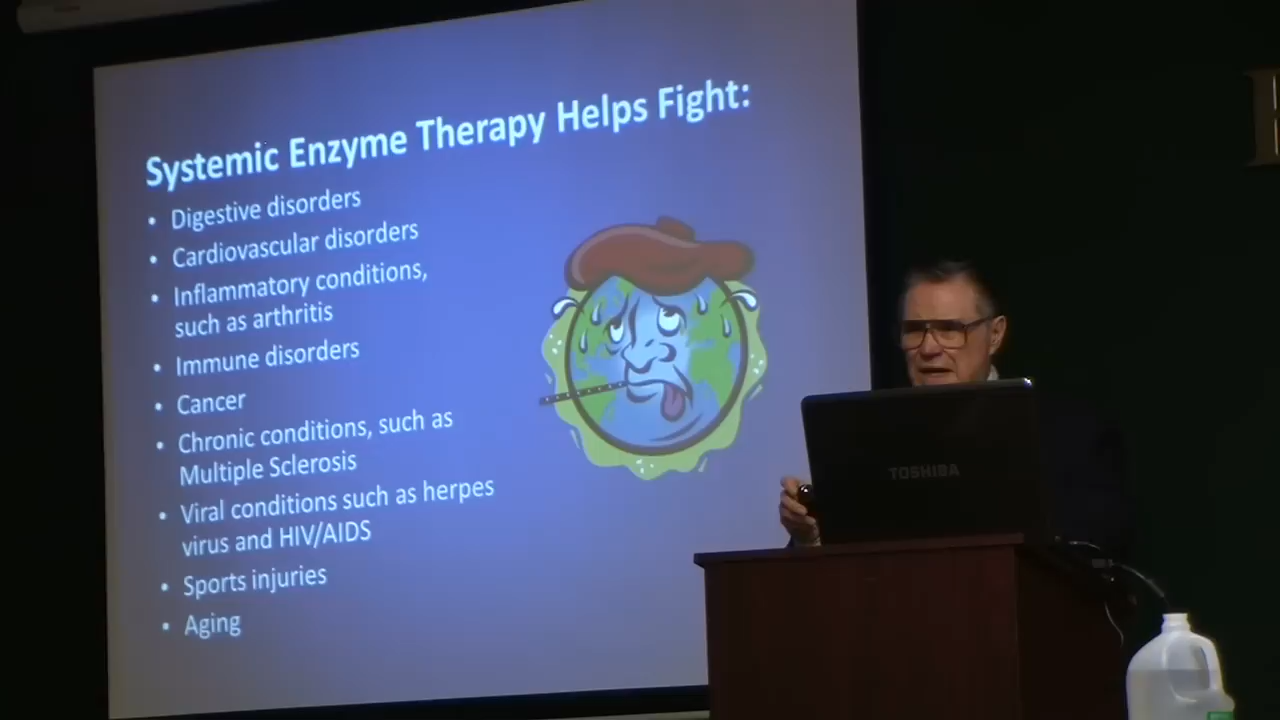 Systemic Enzyme Therapy Helps Fight:
• Digestive disorders
• Cardiovascular disorders
• Inflammatory conditions,
such as arthritis
• Immune disorders
• Cancer
• Chronic conditions, such as
Multiple Sclerosis
• Viral conditions such as herpes
virus and HIV/AIDS
• Sports injuries
• Aging
TOSHIBA